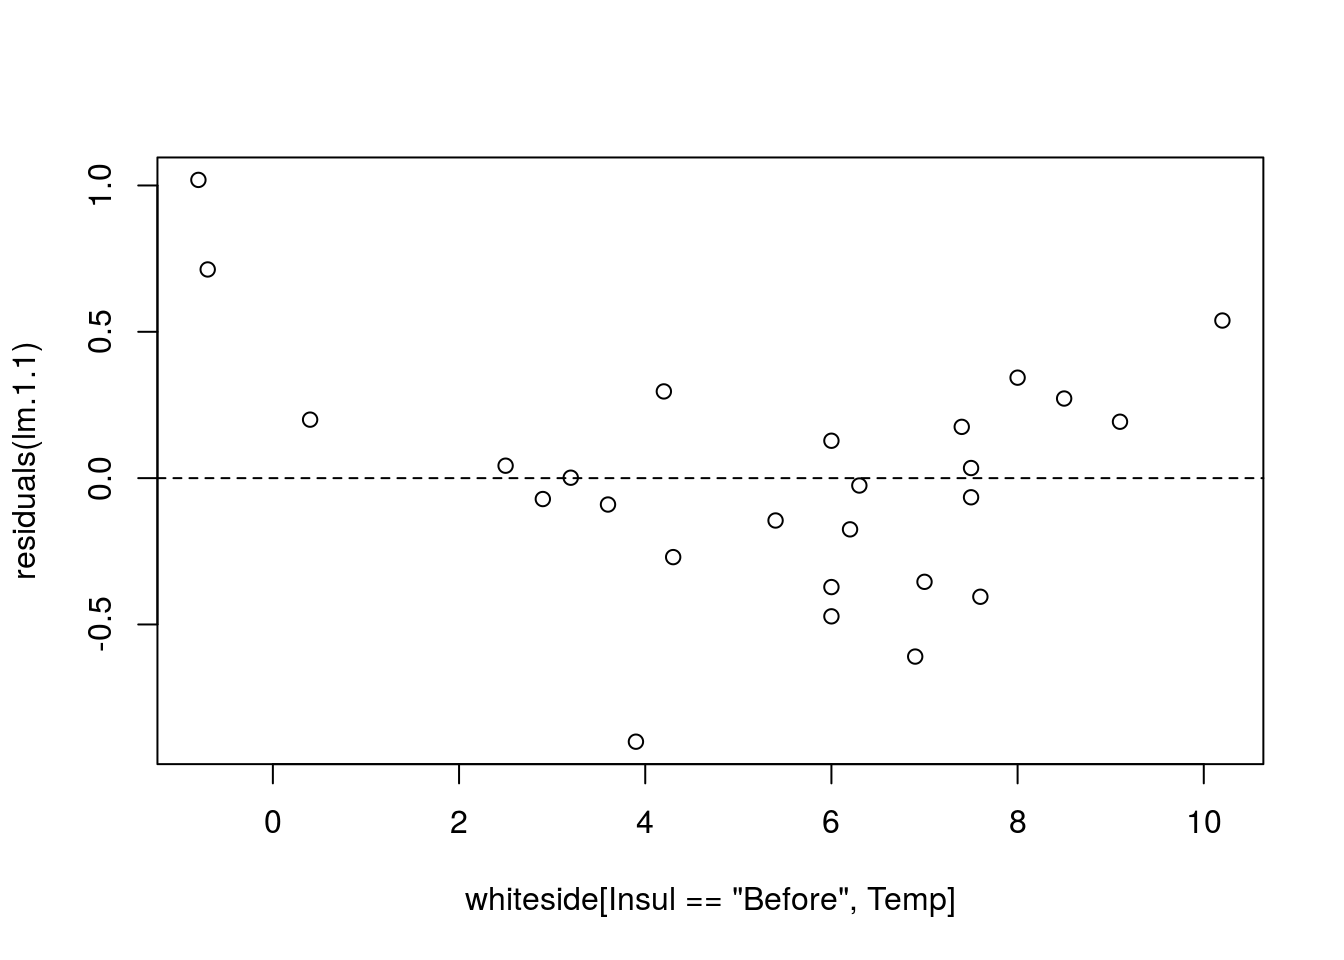 1.0
0.5
0.0
-0.5
residuals(lm.1.1)
0 2 4 6 8 10
whiteside[Insul == "Before", Temp]